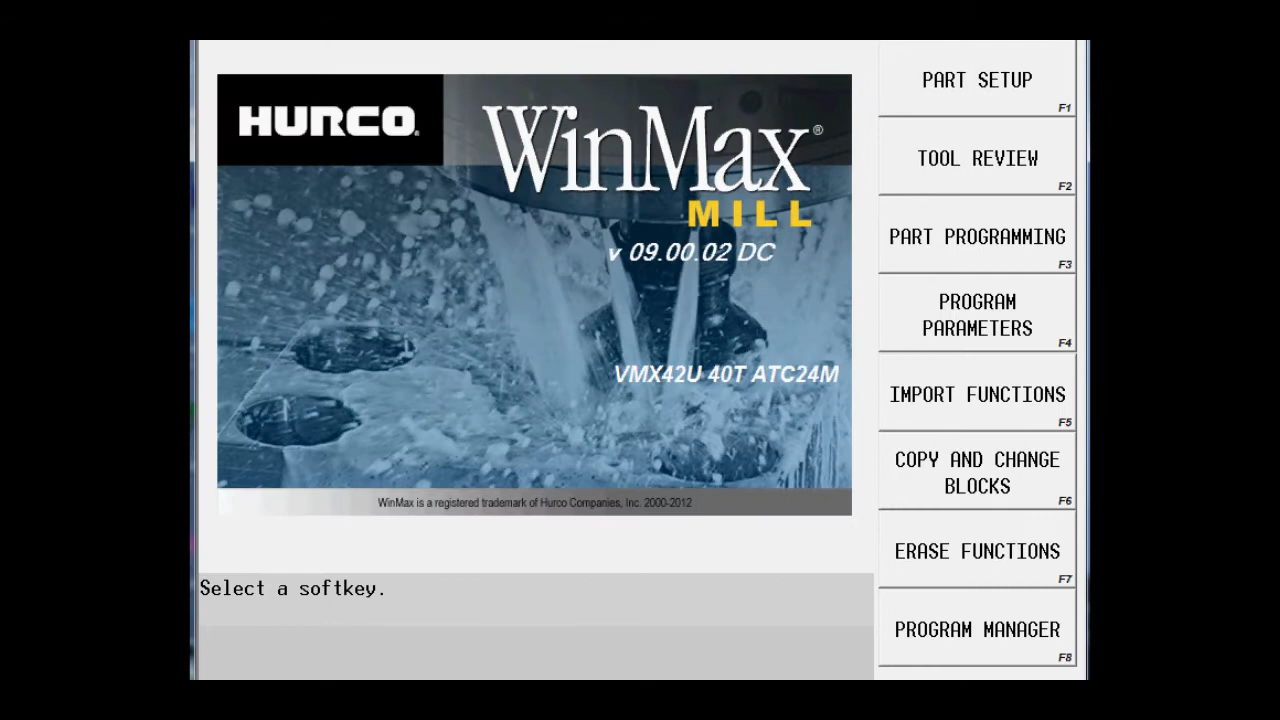 HURCO.
WinMax®
MILL
v 09.00.02 DC
VMX42U 40T ATC24M
WinMax is a registered trademark of Hurco Companies, Inc. 2000-2012
Select a softkey.
PART SETUP
F1
TOOL REVIEW
F2
PART PROGRAMMING
F3
PROGRAM
PARAMETERS
F4
IMPORT FUNCTIONS
F5
COPY AND CHANGE
BLOCKS
F6
ERASE FUNCTIONS
F7
PROGRAM MANAGER
F8